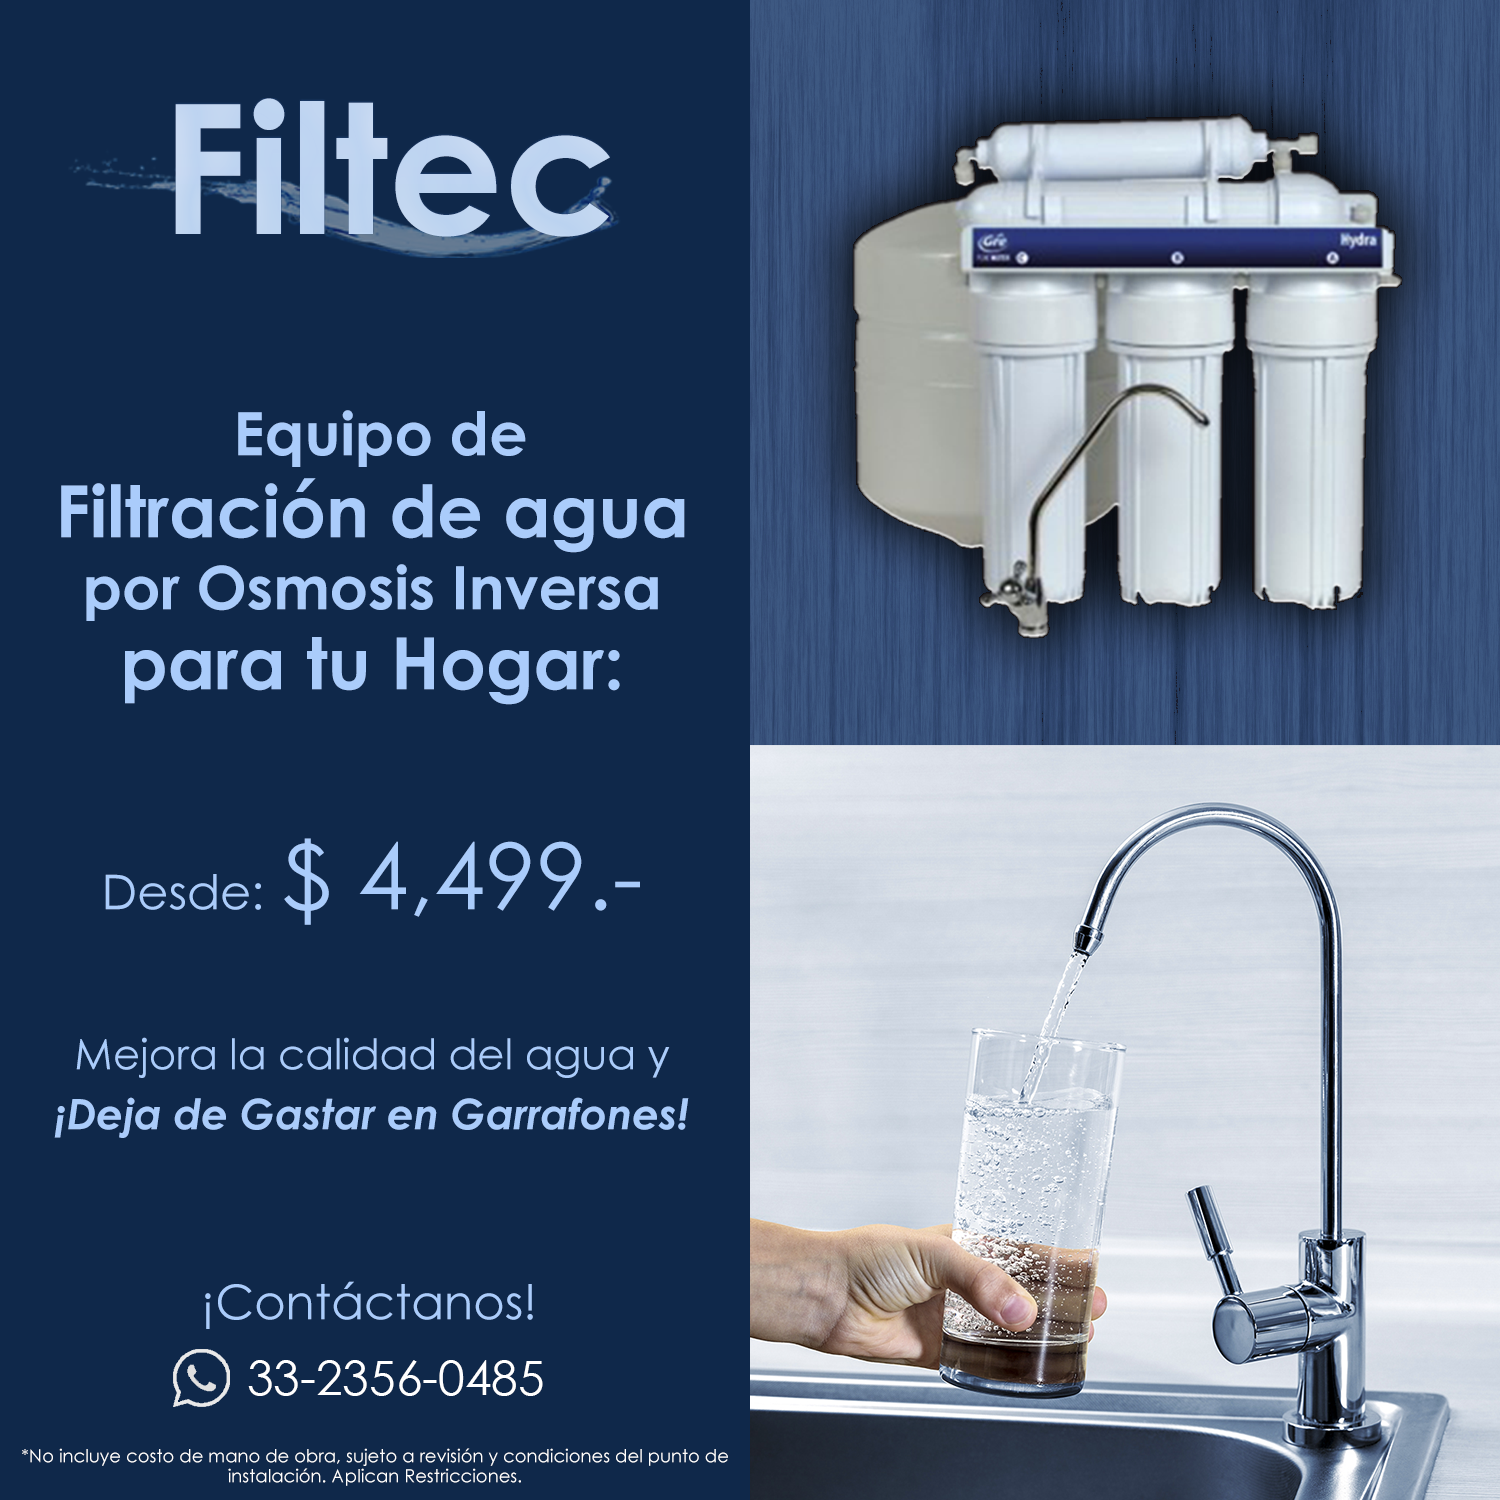 Filtec
Equipo de
Filtración de agua
por Osmosis Inversa
para tu Hogar:
Desde: $ 4,499.-
Mejora la calidad del agua y
¡Deja de Gastar en Garrafones!
¡Contáctanos!
33-2356-0485
*No incluye costo de mano de obra, sujeto a revisión y condiciones del punto de
instalación. Aplican Restricciones.
Gre
Hydra